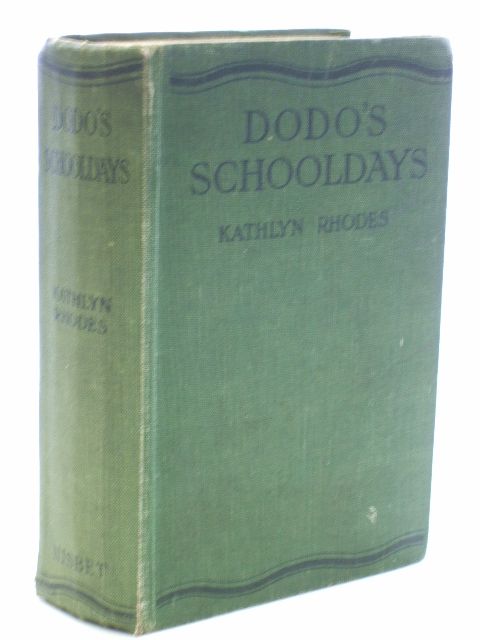 DODO'S
SCHOOLDAYS
KATHLYN RHODES
DODO'S
SCHOOLDAYS
KATHLYN
RHODES
NISBET